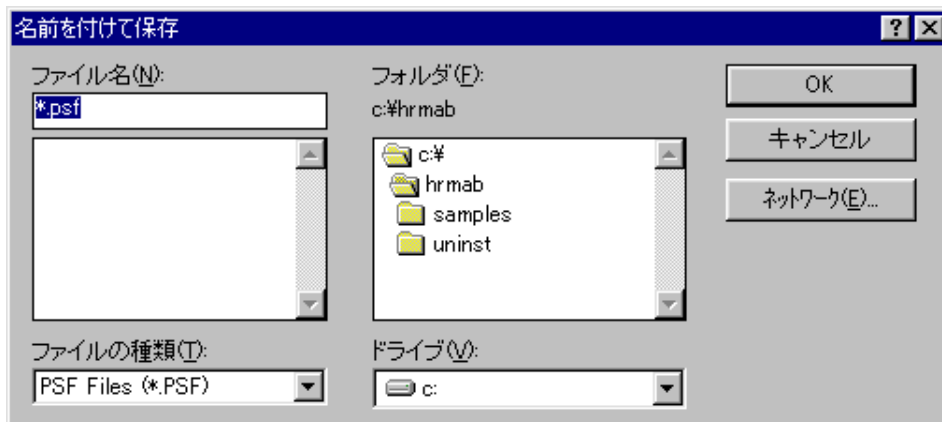 名前を付けて保存
ファイル名(N):
*.psf
ファイルの種類(T):
PSF Files (*.PSF)
フォルダ(F):
c:¥hrmab
c:¥
hrmab
samples
uninst
ドライブ(V):
c:
OK
キャンセル
ネットワーク(E)...